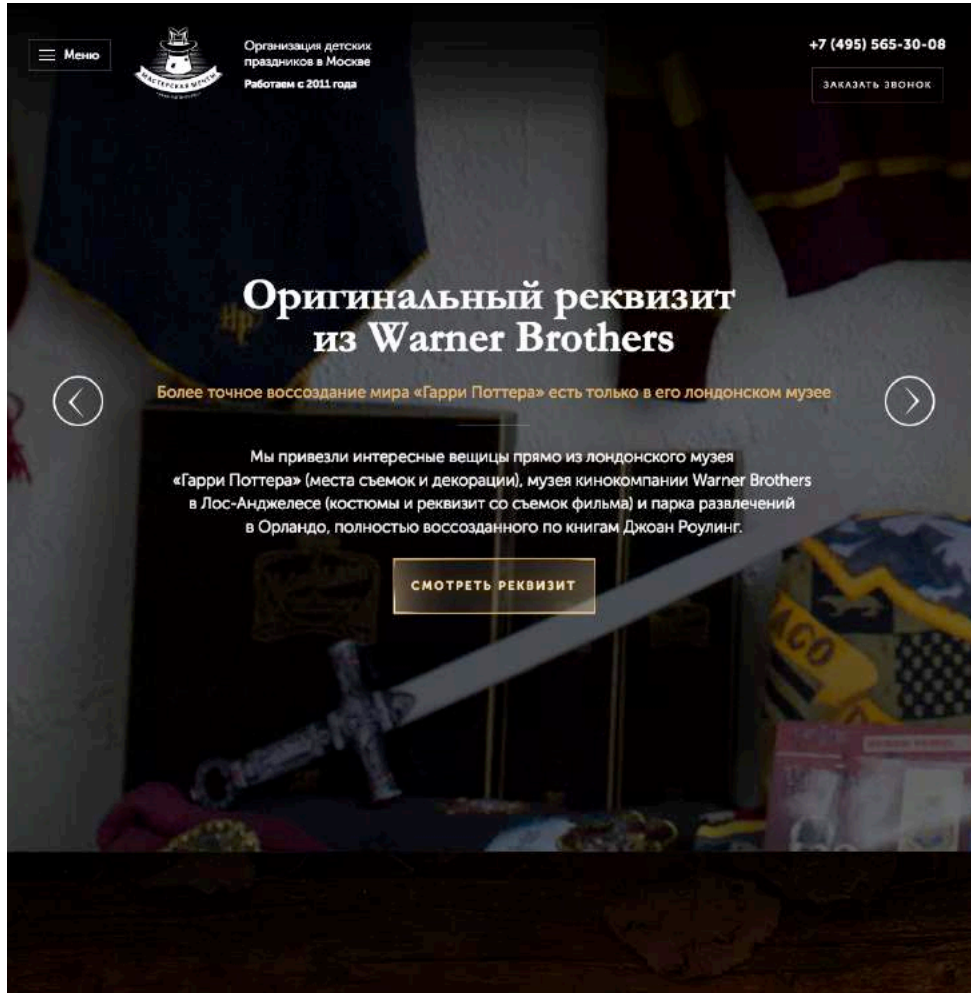 Меню
МАСТЕРСКАЯ МЕЧТЫ
Организация детских
праздников в Москве
Работаем с 2011 года
+7 (495) 565-30-08
ЗАКАЗАТЬ ЗВОНОК
Оригинальный реквизит
из Warner Brothers
Более точное воссоздание мира «Гарри Поттера» есть только в его лондонском музее
Мы привезли интересные вещицы прямо из лондонского музея
«Гарри Поттера» (места съемок и декорации), музея кинокомпании Warner Brothers
в Лос-Анджелесе (костюмы и реквизит со съемок фильма) и парка развлечений
в Орландо, полностью воссозданного по книгам Джоан Роулинг.
СМОТРЕТЬ РЕКВИЗИТ
HP